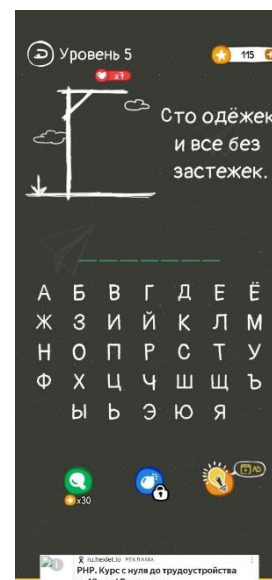 Уровень 5
115
x7
Сто одёжек
и все без
застежек.
А Б В Г Д Е Ё
Ж З И Й К Л М
Н О П Р С Т У
Ф Х Ц Ч Ш Щ Ъ
Ы Ь Э Ю Я
AD
x30
ru.hexlet.io РЕКЛАМА
PHP. Курс с нуля до трудоустройства